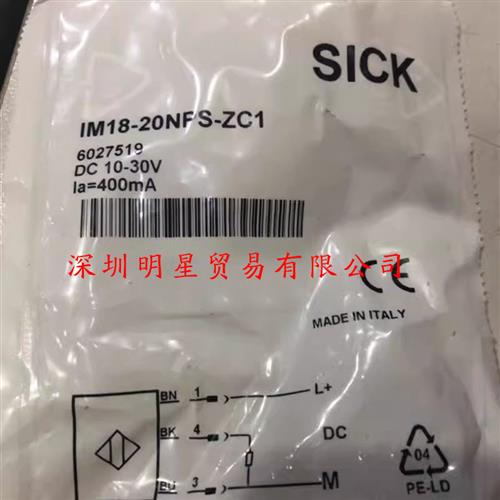 SICK
IM18-20NPS-ZC1
6027519
DC 10-30V
Ia=400mA
深圳明星贸易有限公司
CE
MADE IN ITALY
BN 1 L+
BK 4 DC
BU 3 M
04
PE-LD